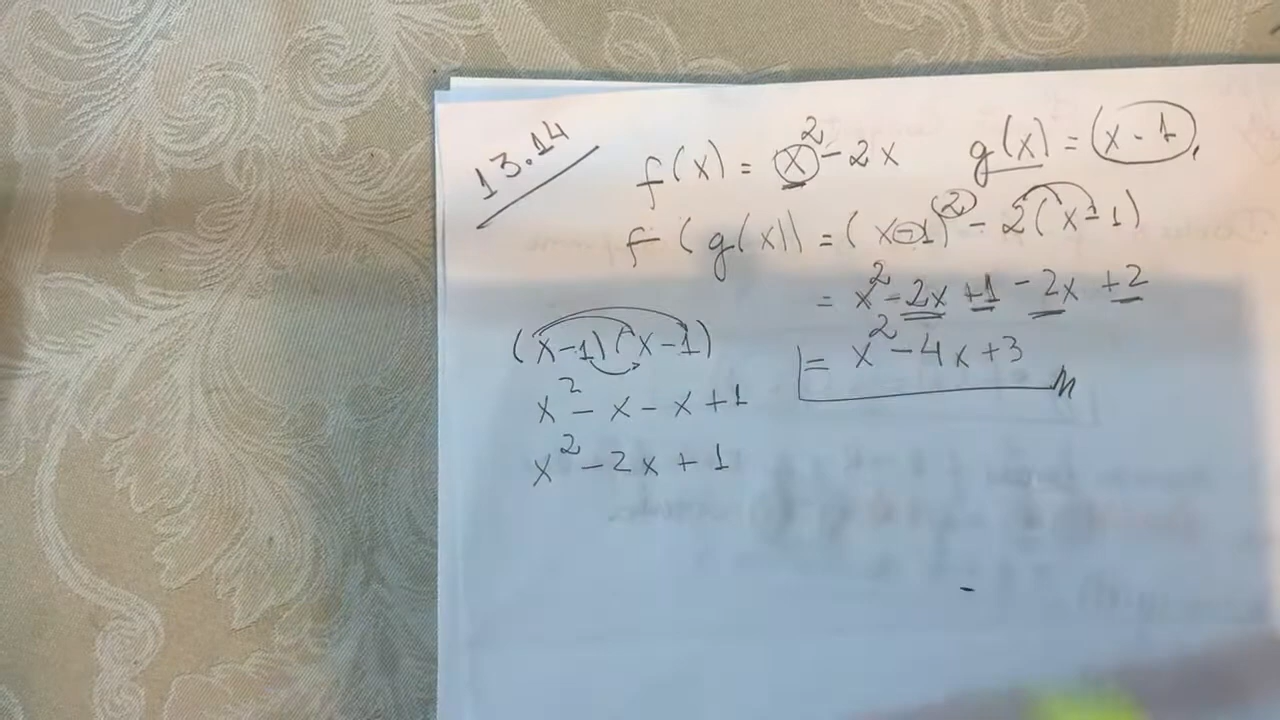 13.14
f(x) = x² - 2x g(x) = (x - 1).
f(g(x)) = (x-1)² - 2(x-1)
= x² - 2x + 1 - 2x + 2
= x² - 4x + 3
(x-1)(x-1)
x² - x - x + 1
x² - 2x + 1